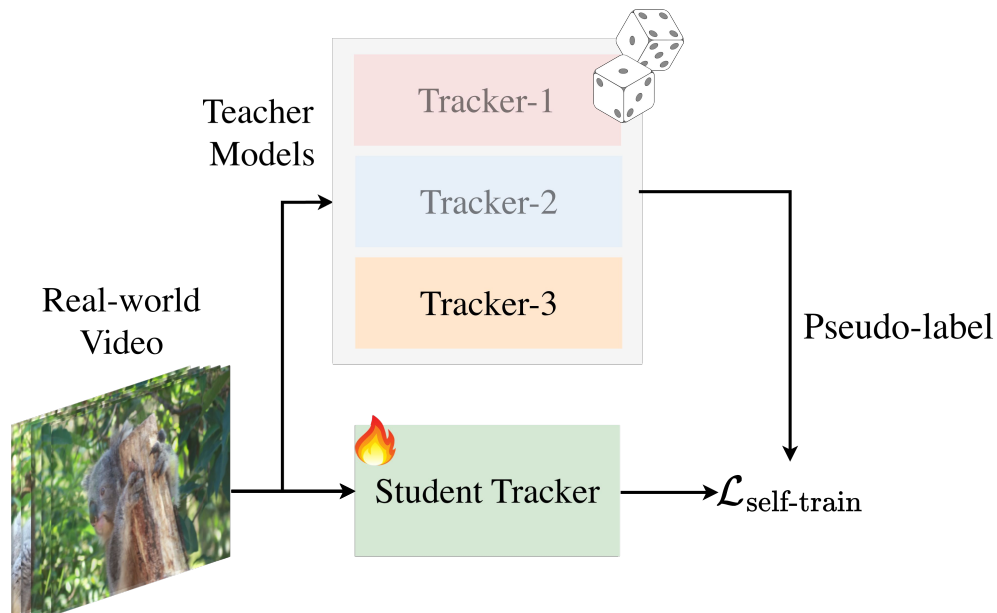 Teacher
Models
Tracker-1
Tracker-2
Tracker-3
Real-world
Video
Pseudo-label
Student Tracker
ℒself-train